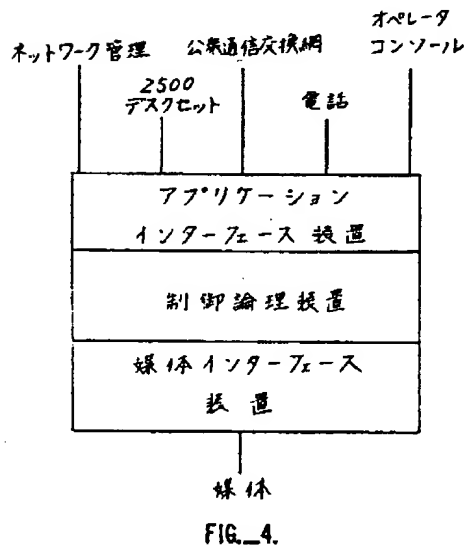 ネットワーク管理
2500
デスクセット
公衆通信交換網
電話
オペレータ
コンソール
アプリケーション
インターフェース装置
制御論理装置
媒体インターフェース
装置
媒体
FIG._4.